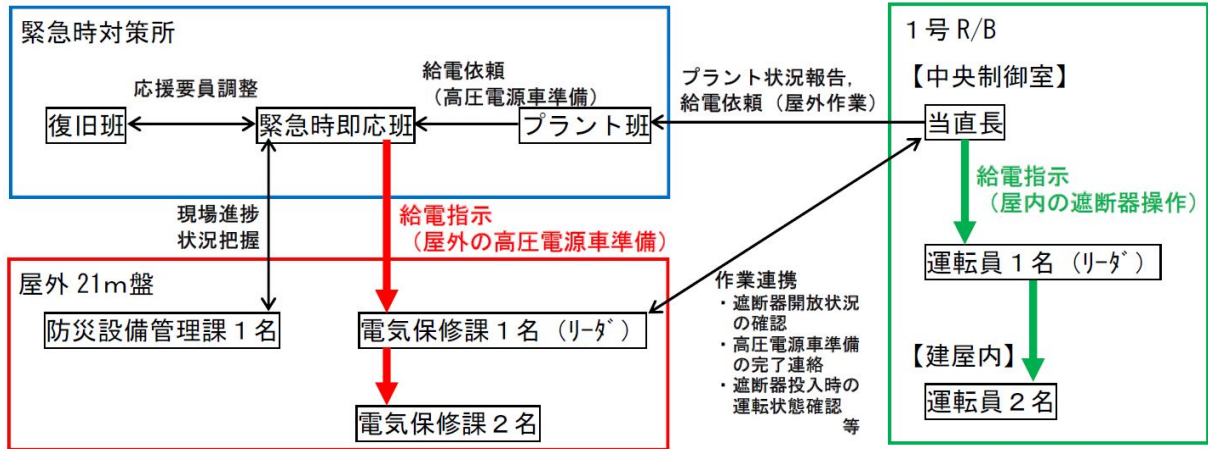 緊急時対策所
応援要員調整
給電依頼
（高圧電源車準備）
復旧班
緊急時即応班
プラント班
プラント状況報告，
給電依頼（屋外作業）
１号 R/B
【中央制御室】
当直長
給電指示
（屋内の遮断器操作）
運転員１名（ﾘｰﾀﾞ）
【建屋内】
運転員２名
現場進捗
状況把握
給電指示
（屋外の高圧電源車準備）
屋外 21ｍ盤
防災設備管理課１名
電気保修課１名（ﾘｰﾀﾞ）
電気保修課２名
作業連携
・遮断器開放状況
の確認
・高圧電源車準備
の完了連絡
・遮断器投入時の
運転状態確認
等